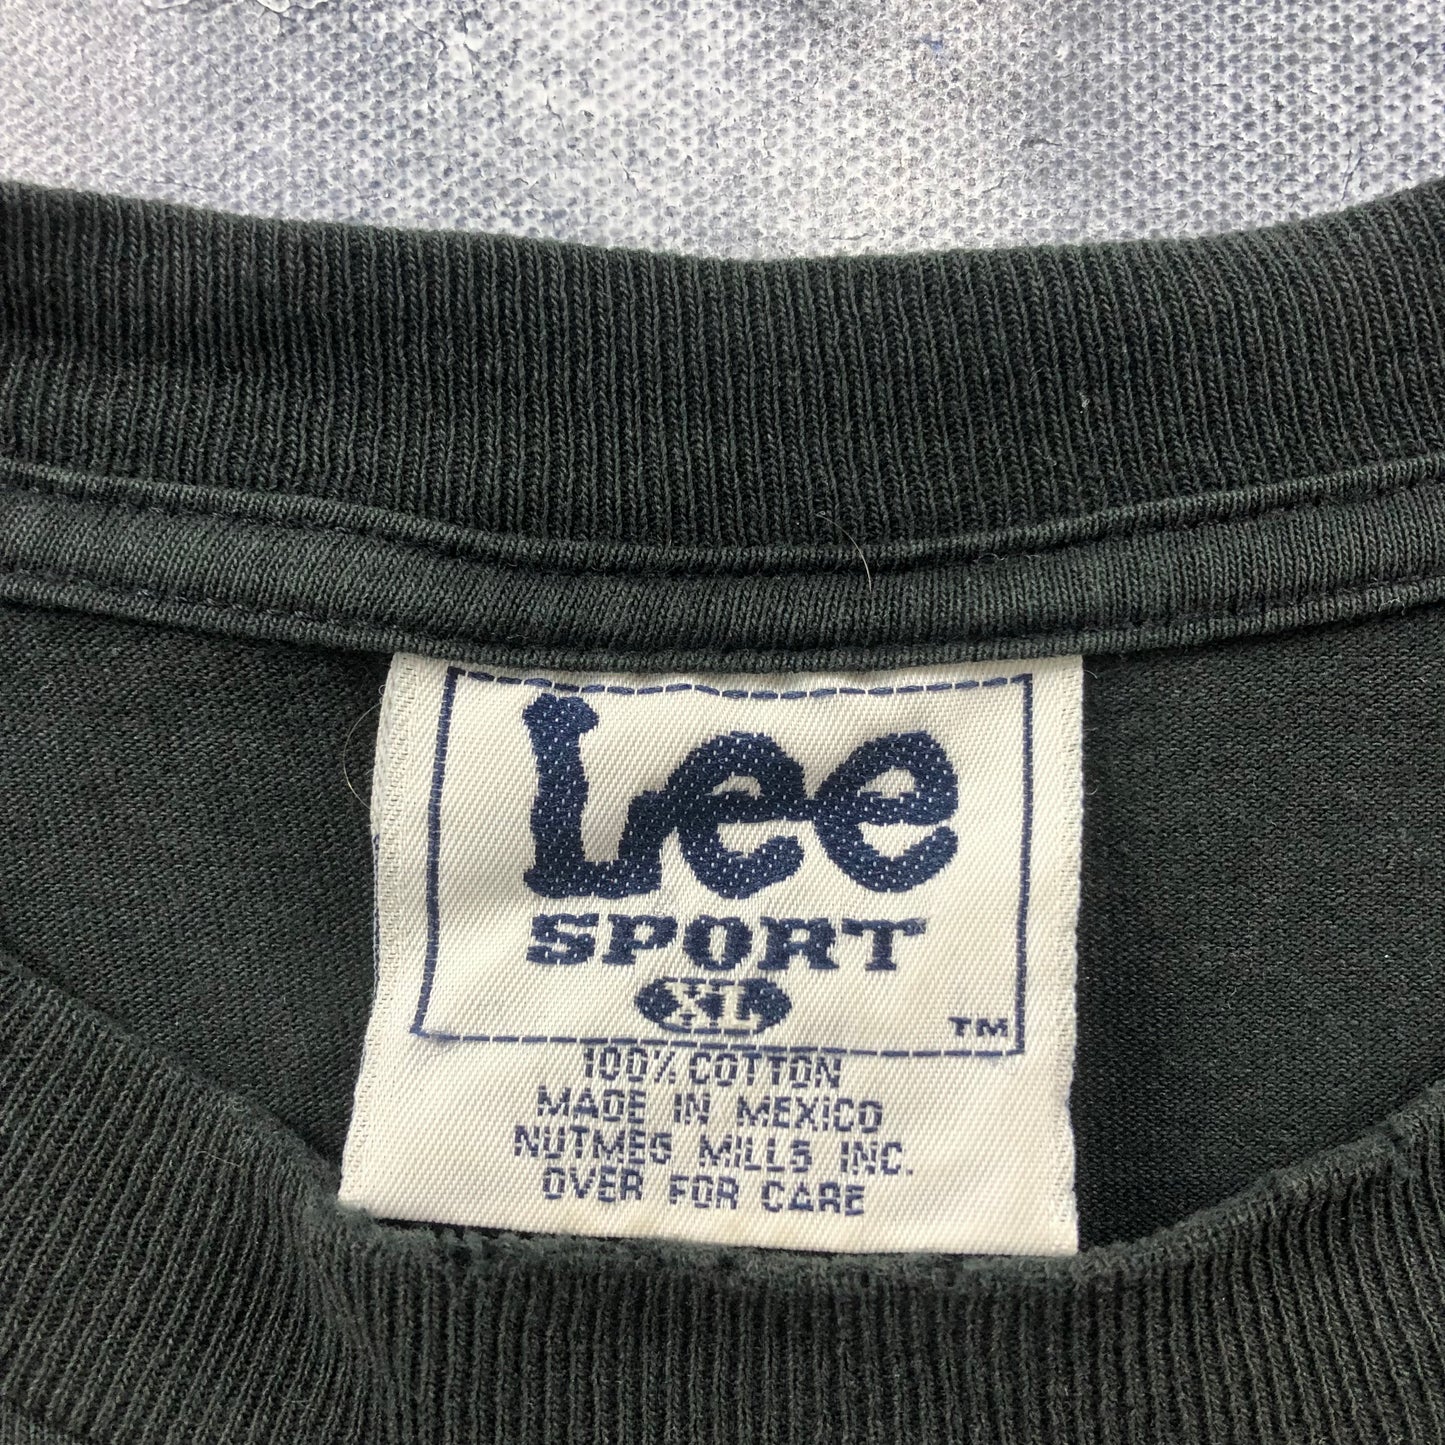 Lee
SPORT
XL
TM
100% COTTON
MADE IN MEXICO
NUTMEG MILLS INC.
OVER FOR CARE